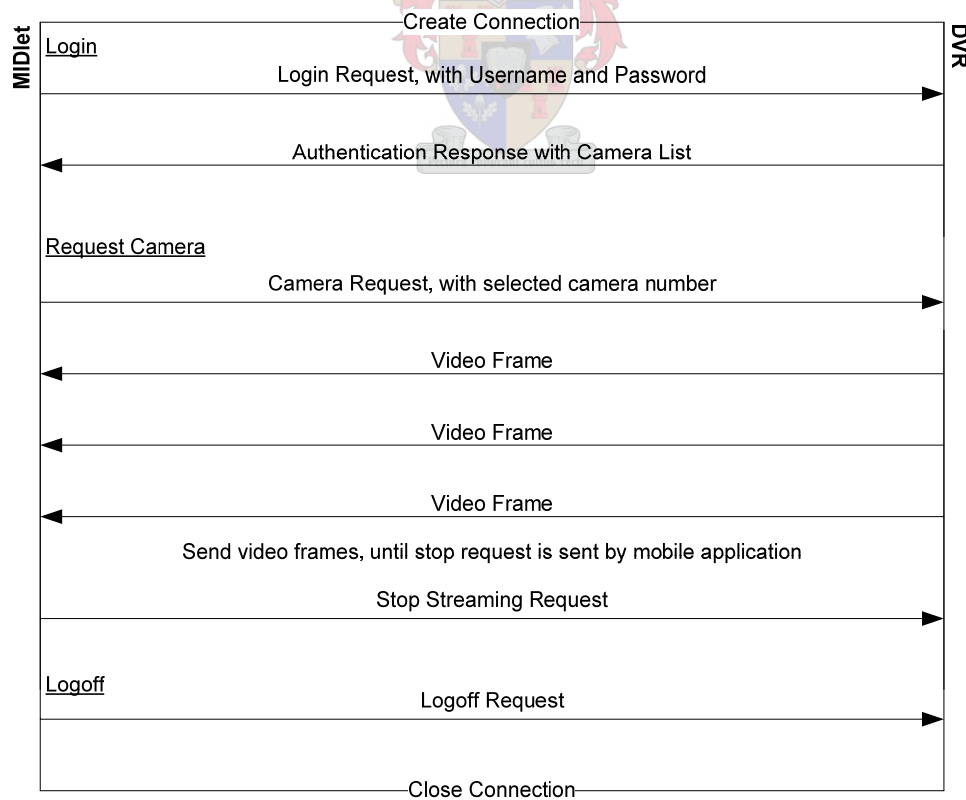 Create Connection
MIDlet
DVR
Login
Login Request, with Username and Password
Authentication Response with Camera List
Request Camera
Camera Request, with selected camera number
Video Frame
Video Frame
Video Frame
Send video frames, until stop request is sent by mobile application
Stop Streaming Request
Logoff
Logoff Request
Close Connection